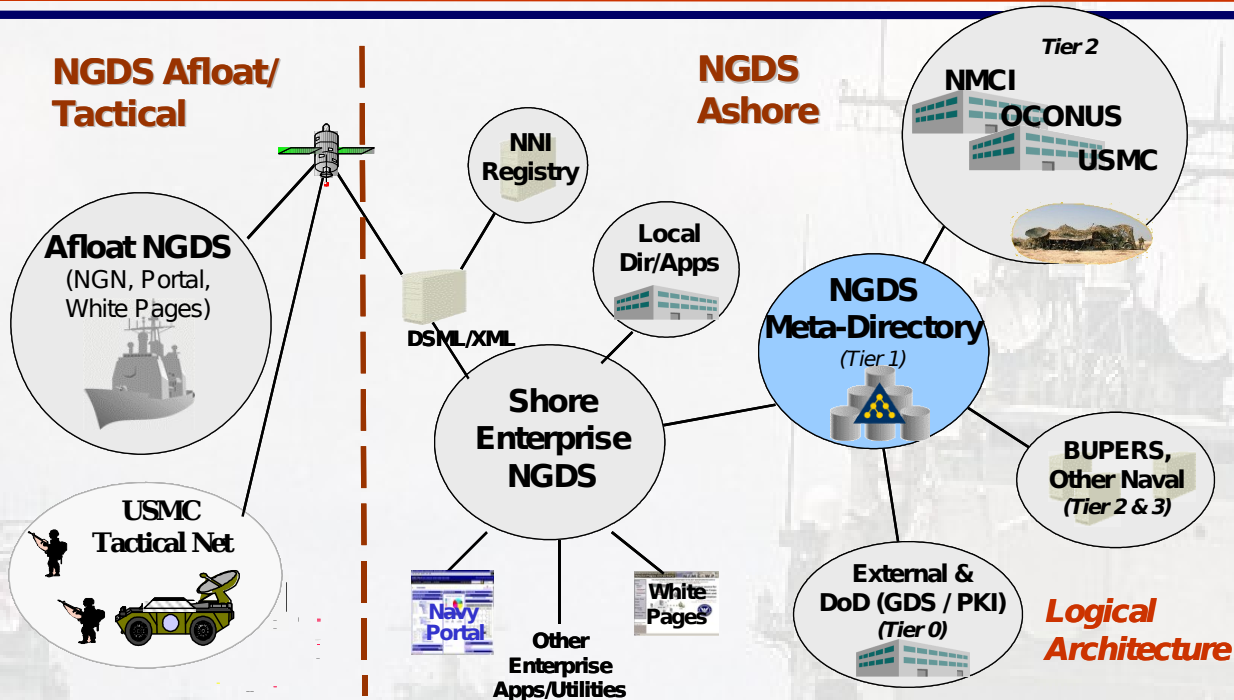 NGDS Afloat/
Tactical
NGDS
Ashore
Tier 2
NMCI
OCONUS
USMC
NNI
Registry
Local
Dir/Apps
Afloat NGDS
(NGN, Portal,
White Pages)
DSML/XML
NGDS
Meta-Directory
(Tier 1)
Shore
Enterprise
NGDS
BUPERS,
Other Naval
(Tier 2 & 3)
USMC
Tactical Net
Navy
Portal
White
Pages
Other
Enterprise
Apps/Utilities
External &
DoD (GDS / PKI)
(Tier 0)
Logical
Architecture